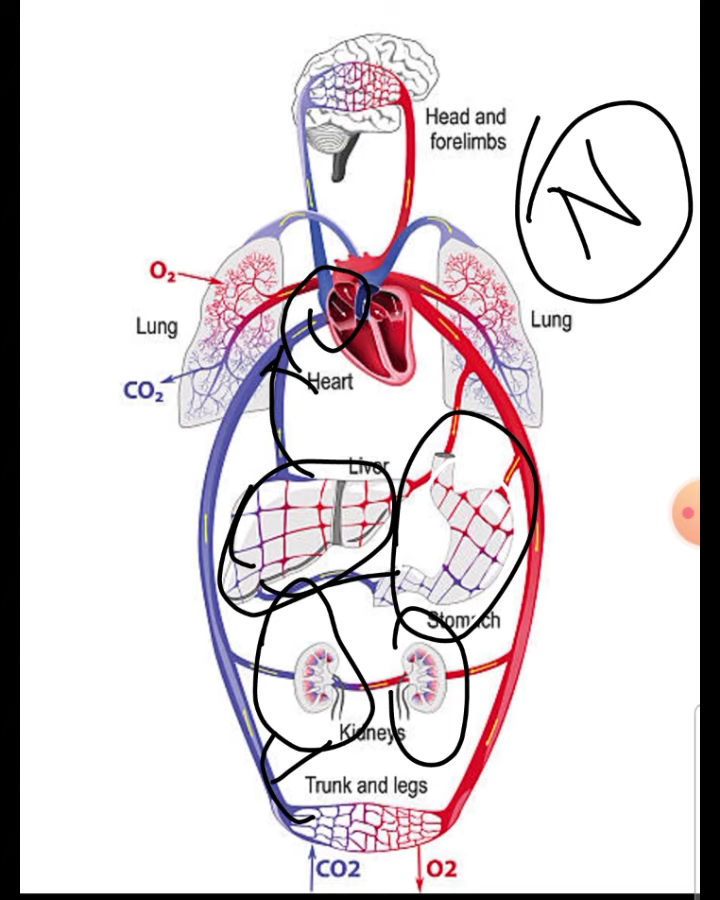 Head and
forelimbs
N
O₂
Lung
Lung
CO₂
Heart
Liver
Stomach
Kidneys
Trunk and legs
CO2
O2